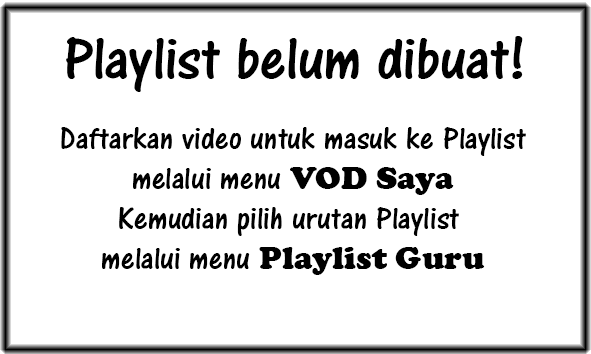 Playlist belum dibuat!
Daftarkan video untuk masuk ke Playlist
melalui menu VOD Saya
Kemudian pilih urutan Playlist
melalui menu Playlist Guru